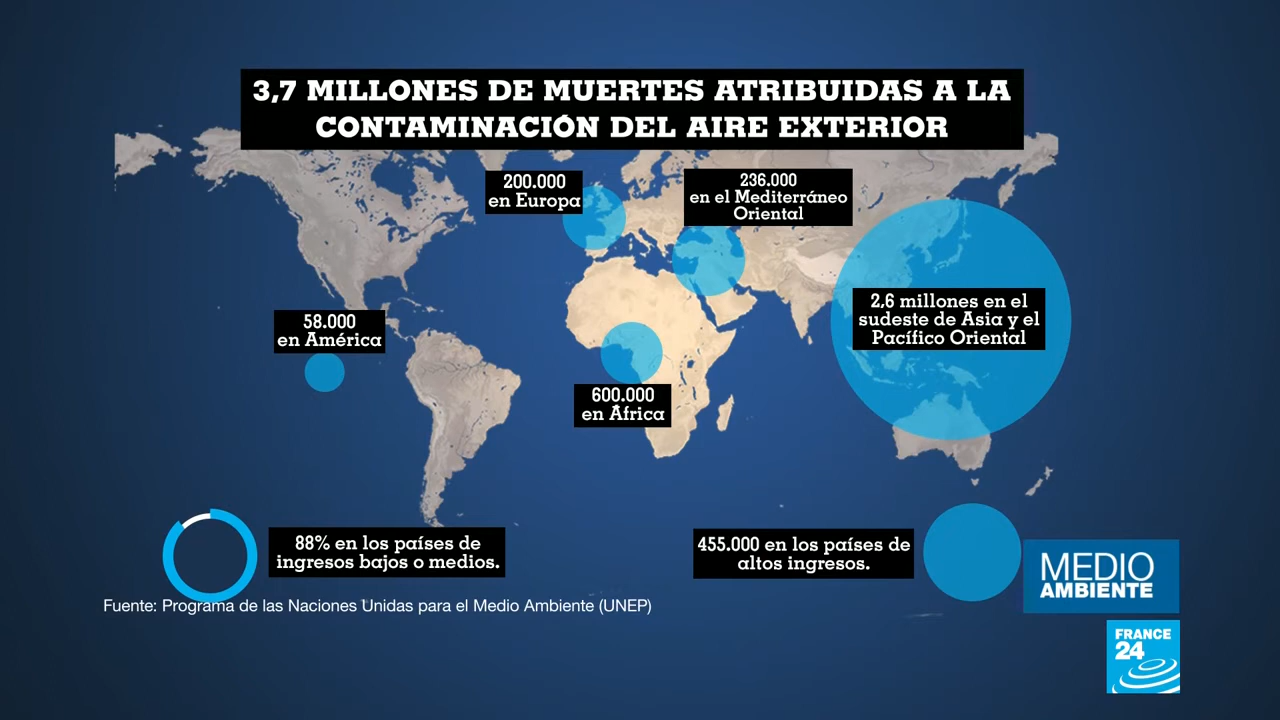 3,7 MILLONES DE MUERTES ATRIBUIDAS A LA
CONTAMINACIÓN DEL AIRE EXTERIOR
200.000
en Europa
236.000
en el Mediterráneo
Oriental
58.000
en América
2,6 millones en el
sudeste de Asia y el
Pacífico Oriental
600.000
en África
88% en los países de
ingresos bajos o medios.
455.000 en los países de
altos ingresos.
MEDIO
AMBIENTE
Fuente: Programa de las Naciones Unidas para el Medio Ambiente (UNEP)
FRANCE
24